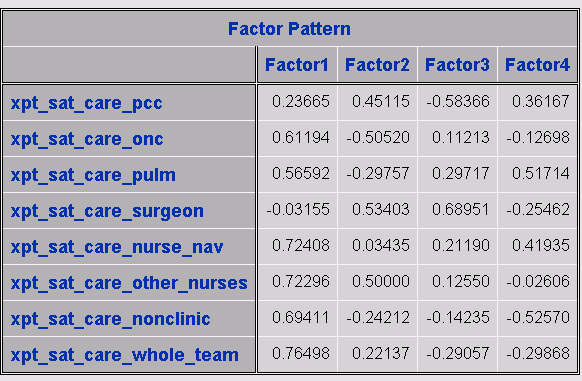 Factor Pattern
Factor1 Factor2 Factor3 Factor4
xpt_sat_care_pcc 0.23665 0.45115 -0.58366 0.36167
xpt_sat_care_onc 0.61194 -0.50520 0.11213 -0.12698
xpt_sat_care_pulm 0.56592 -0.29757 0.29717 0.51714
xpt_sat_care_surgeon -0.03155 0.53403 0.68951 -0.25462
xpt_sat_care_nurse_nav 0.72408 0.03435 0.21190 0.41935
xpt_sat_care_other_nurses 0.72296 0.50000 0.12550 -0.02606
xpt_sat_care_nonclinic 0.69411 -0.24212 -0.14235 -0.52570
xpt_sat_care_whole_team 0.76498 0.22137 -0.29057 -0.29868